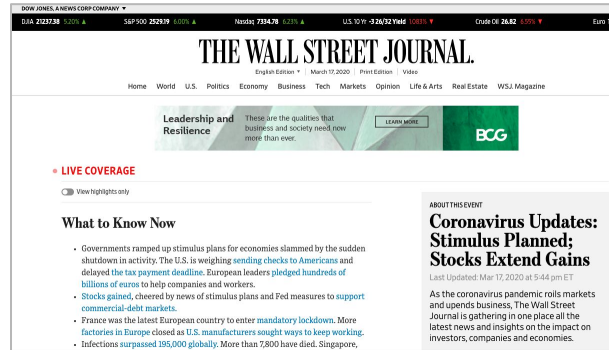 DOW JONES, A NEWS CORP COMPANY ▼
DJIA 21237.38 5.20% ▲ S&P 500 2529.19 6.00% ▲ Nasdaq 7334.78 6.23% ▲ U.S. 10 Yr -3 26/32 Yield 1.083% ▼ Crude Oil 26.82 6.55% ▼ Euro
THE WALL STREET JOURNAL.
English Edition ▼ | March 17, 2020 | Print Edition | Video
Home World U.S. Politics Economy Business Tech Markets Opinion Life & Arts Real Estate WSJ. Magazine
Leadership and
Resilience
These are the qualities that
business and society need now
more than ever.
LEARN MORE
BCG
LIVE COVERAGE
View highlights only
What to Know Now
• Governments ramped up stimulus plans for economies slammed by the sudden
shutdown in activity. The U.S. is weighing sending checks to Americans and
delayed the tax payment deadline. European leaders pledged hundreds of
billions of euros to help companies and workers.
• Stocks gained, cheered by news of stimulus plans and Fed measures to support
commercial-debt markets.
• France was the latest European country to enter mandatory lockdown. More
factories in Europe closed as U.S. manufacturers sought ways to keep working.
• Infections surpassed 195,000 globally. More than 7,800 have died. Singapore,
ABOUT THIS EVENT
Coronavirus Updates:
Stimulus Planned;
Stocks Extend Gains
Last Updated: Mar 17, 2020 at 5:44 pm ET
As the coronavirus pandemic roils markets
and upends business, The Wall Street
Journal is gathering in one place all the
latest news and insights on the impact on
investors, companies and economies.